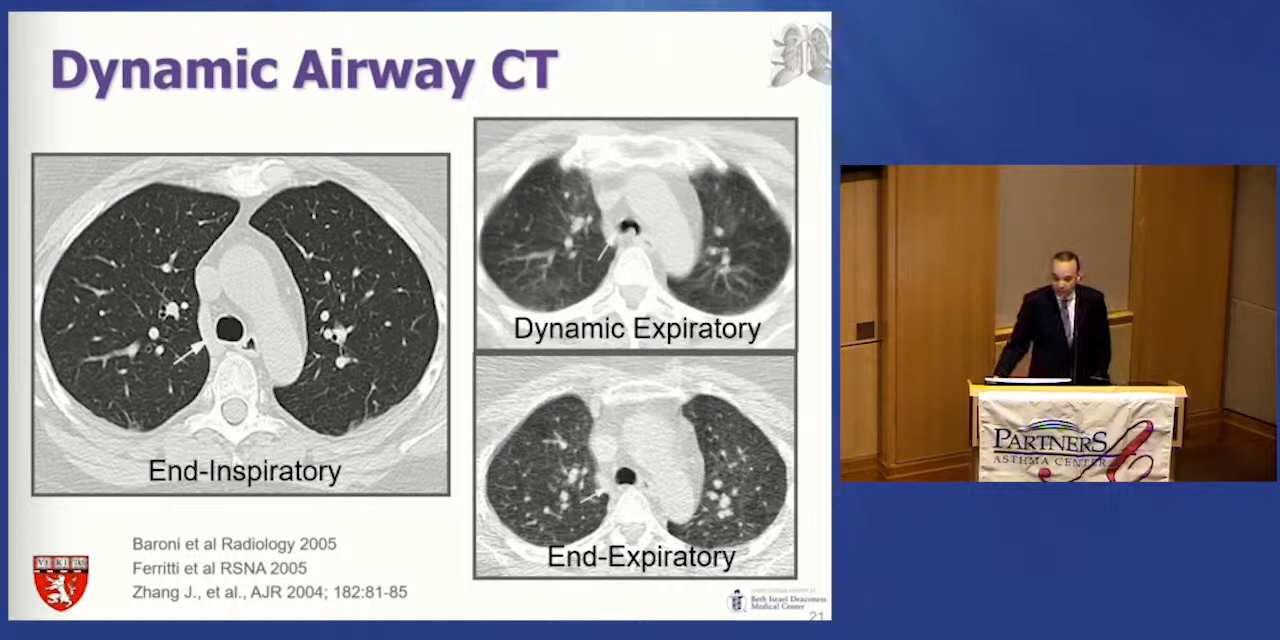 Dynamic Airway CT
End-Inspiratory
Dynamic Expiratory
End-Expiratory
Baroni et al Radiology 2005
Ferritti et al RSNA 2005
Zhang J., et al., AJR 2004; 182:81-85
Beth Israel Deaconess
Medical Center
21
PARTNERS
ASTHMA CENTER